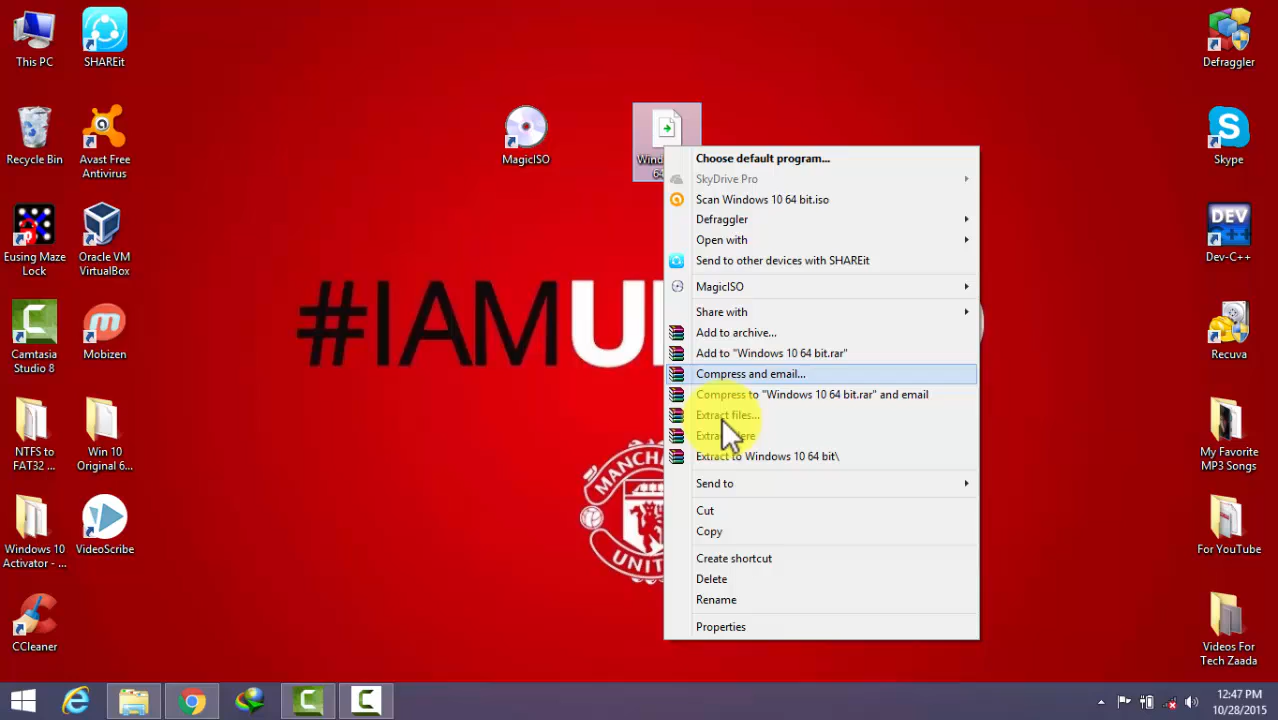 This PC
SHAREit
Recycle Bin
Avast Free
Antivirus
Eusing Maze
Lock
Oracle VM
VirtualBox
Camtasia
Studio 8
Mobizen
NTFS to
FAT32 ...
Win 10
Original 6...
Windows 10
Activator - ...
VideoScribe
CCleaner
MagicISO
#IAMU
MANCH
UNIT
Choose default program...
SkyDrive Pro
Scan Windows 10 64 bit.iso
Defraggler
Open with
Send to other devices with SHAREit
MagicISO
Share with
Add to archive...
Add to "Windows 10 64 bit.rar"
Compress and email...
Compress to "Windows 10 64 bit.rar" and email
Extract files...
Extract Here
Extract to Windows 10 64 bit\
Send to
Cut
Copy
Create shortcut
Delete
Rename
Properties
Defraggler
Skype
DEV
Dev-C++
Recuva
My Favorite
MP3 Songs
For YouTube
Videos For
Tech Zaada
12:47 PM
10/28/2015